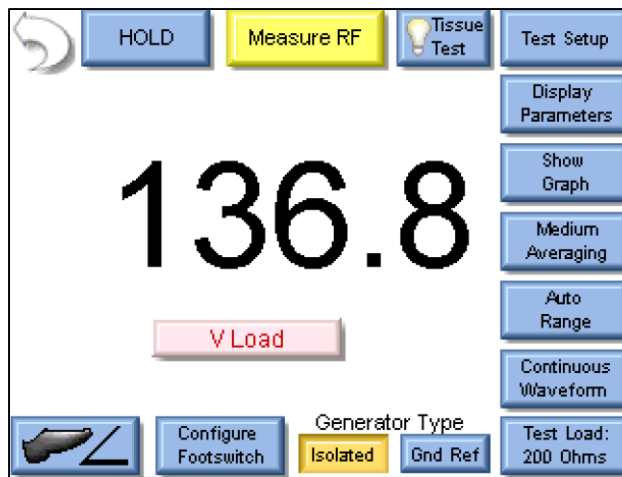 HOLD
Measure RF
Tissue
Test
Test Setup
Display
Parameters
Show
Graph
136.8
Medium
Averaging
Auto
Range
V Load
Continuous
Waveform
Configure
Footswitch
Generator Type
Isolated
Gnd Ref
Test Load:
200 Ohms